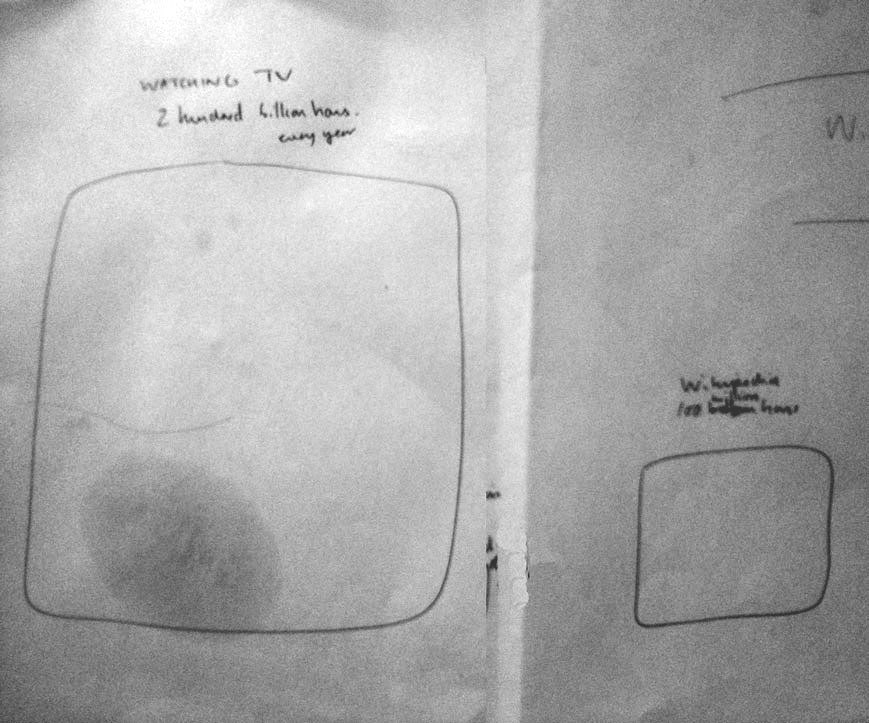 WATCHING TV
2 hundred billion hours.
every year
W.
Wikipedia
million
100 hours